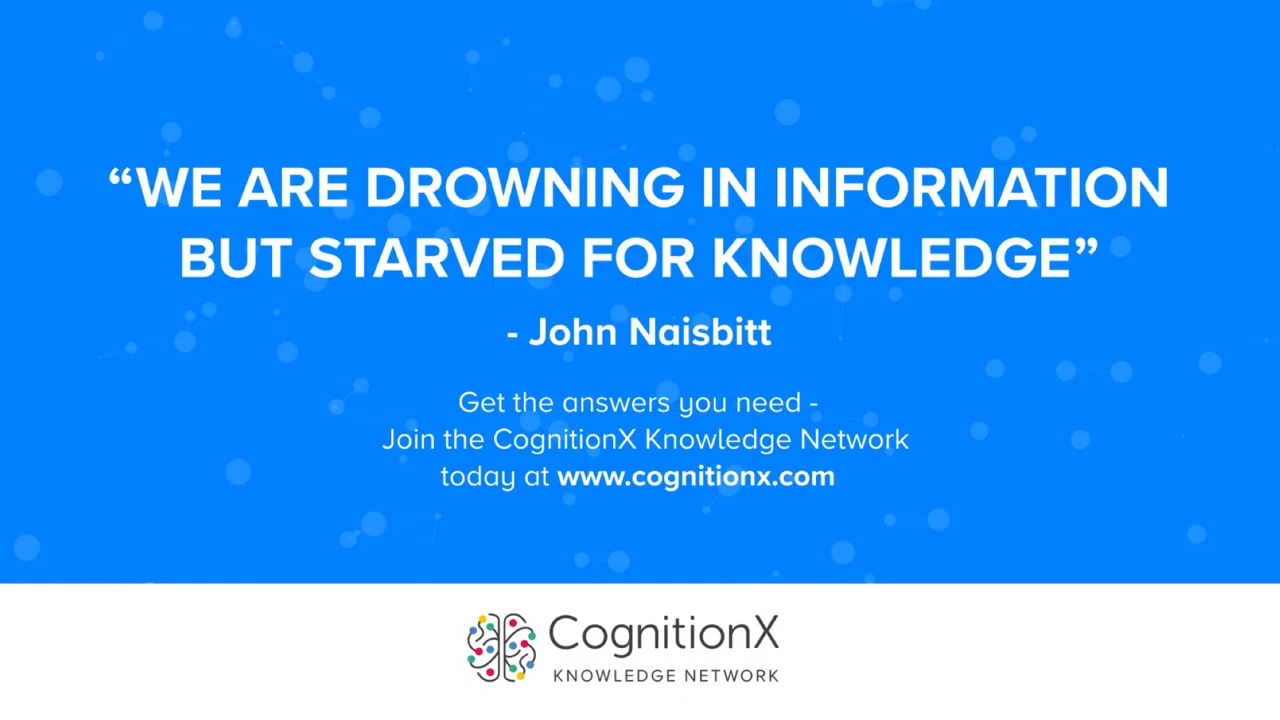 “WE ARE DROWNING IN INFORMATION
BUT STARVED FOR KNOWLEDGE”
- John Naisbitt
Get the answers you need -
Join the CognitionX Knowledge Network
today at www.cognitionx.com
CognitionX
KNOWLEDGE NETWORK